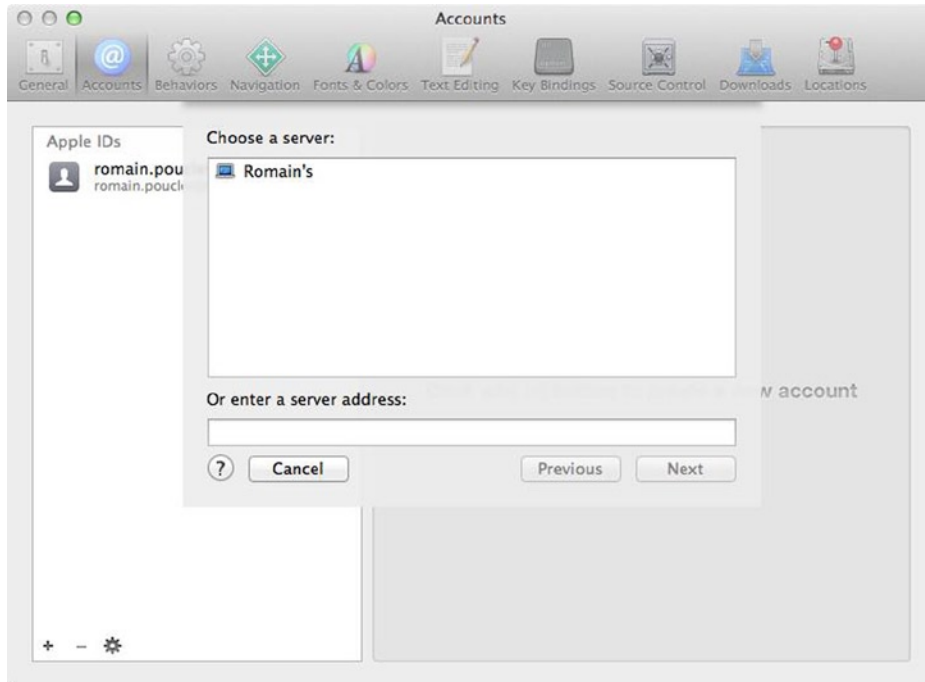 Accounts
General Accounts Behaviors Navigation Fonts & Colors Text Editing Key Bindings Source Control Downloads Locations
Apple IDs
romain.pou
romain.poucl
Choose a server:
Romain's
Or enter a server address:
account
? Cancel Previous Next
+ –